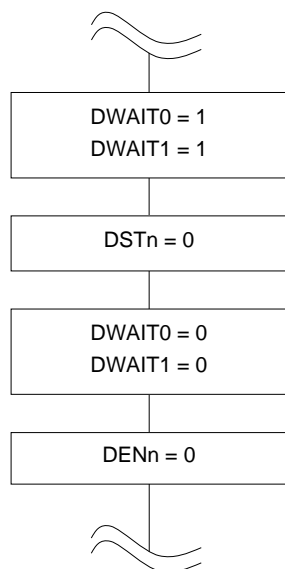 DWAIT0 = 1
DWAIT1 = 1
DSTn = 0
DWAIT0 = 0
DWAIT1 = 0
DENn = 0